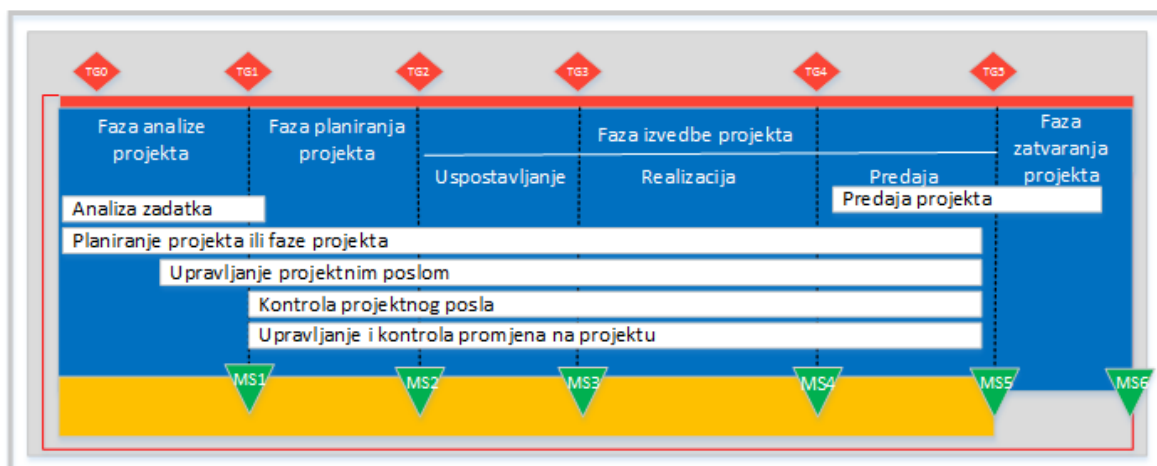 TG0 TG1 TG2 TG3 TG4 TG5
Faza analize
projekta
Faza planiranja
projekta
Faza izvedbe projekta
Uspostavljanje
Realizacija
Predaja
Faza
zatvaranja
projekta
Analiza zadatka
Predaja projekta
Planiranje projekta ili faze projekta
Upravljanje projektnim poslom
Kontrola projektnog posla
Upravljanje i kontrola promjena na projektu
MS1 MS2 MS3 MS4 MS5 MS6